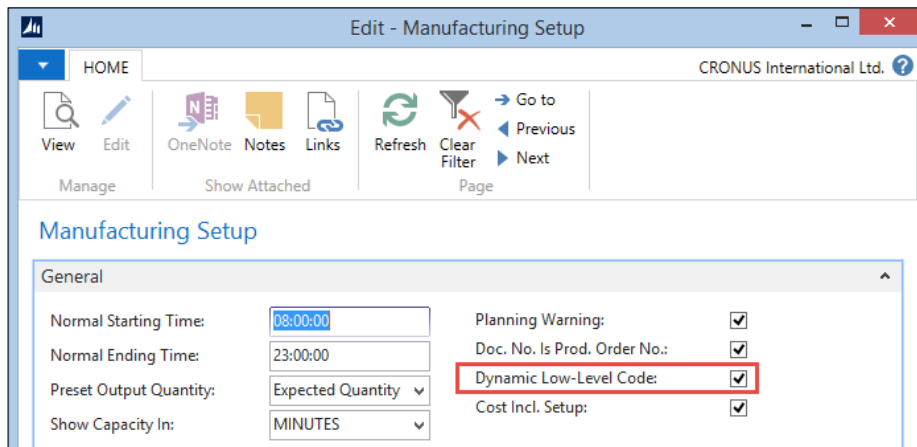 Edit - Manufacturing Setup
HOME
CRONUS International Ltd.
View
Edit
OneNote
Notes
Links
Refresh
Clear
Filter
Go to
Previous
Next
Manage
Show Attached
Page
Manufacturing Setup
General
Normal Starting Time: 08:00:00
Normal Ending Time: 23:00:00
Preset Output Quantity: Expected Quantity
Show Capacity In: MINUTES
Planning Warning:
Doc. No. Is Prod. Order No.:
Dynamic Low-Level Code:
Cost Incl. Setup: